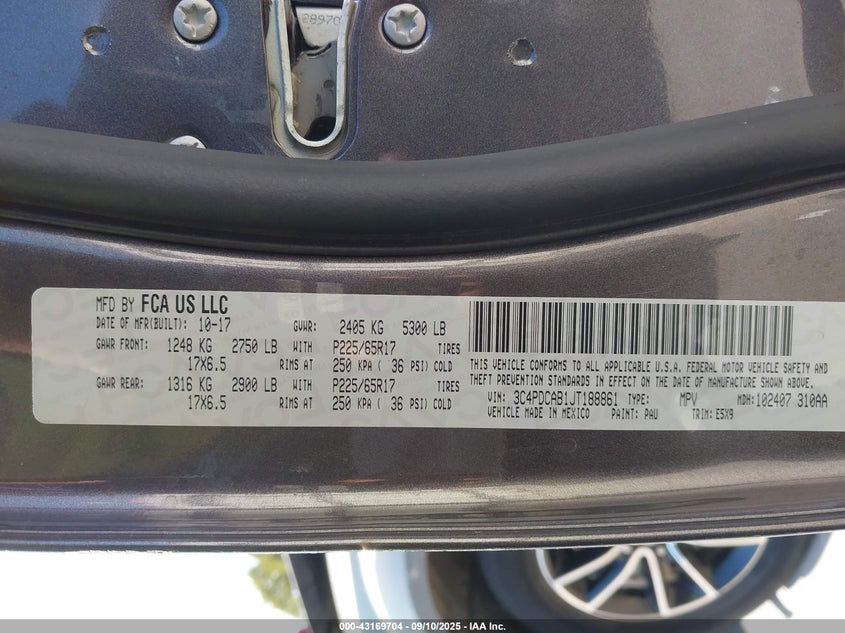 28970
MFD BY FCA US LLC
DATE OF MFR(BUILT): 10-17 GVWR: 2405 KG 5300 LB
GAWR FRONT: 1248 KG 2750 LB WITH P225/65R17 TIRES
17X6.5 RIMS AT 250 KPA ( 36 PSI) COLD
GAWR REAR: 1316 KG 2900 LB WITH P225/65R17 TIRES
17X6.5 RIMS AT 250 KPA ( 36 PSI) COLD
THIS VEHICLE CONFORMS TO ALL APPLICABLE U.S.A. FEDERAL MOTOR VEHICLE SAFETY AND
THEFT PREVENTION STANDARDS IN EFFECT ON THE DATE OF MANUFACTURE SHOWN ABOVE.
VIN: 3C4PDCAB1JT188861 TYPE: MPV MDH: 102407 310AA
VEHICLE MADE IN MEXICO PAINT: PAU TRIM: E5X9
000-43169704 - 09/10/2025 - IAA Inc.